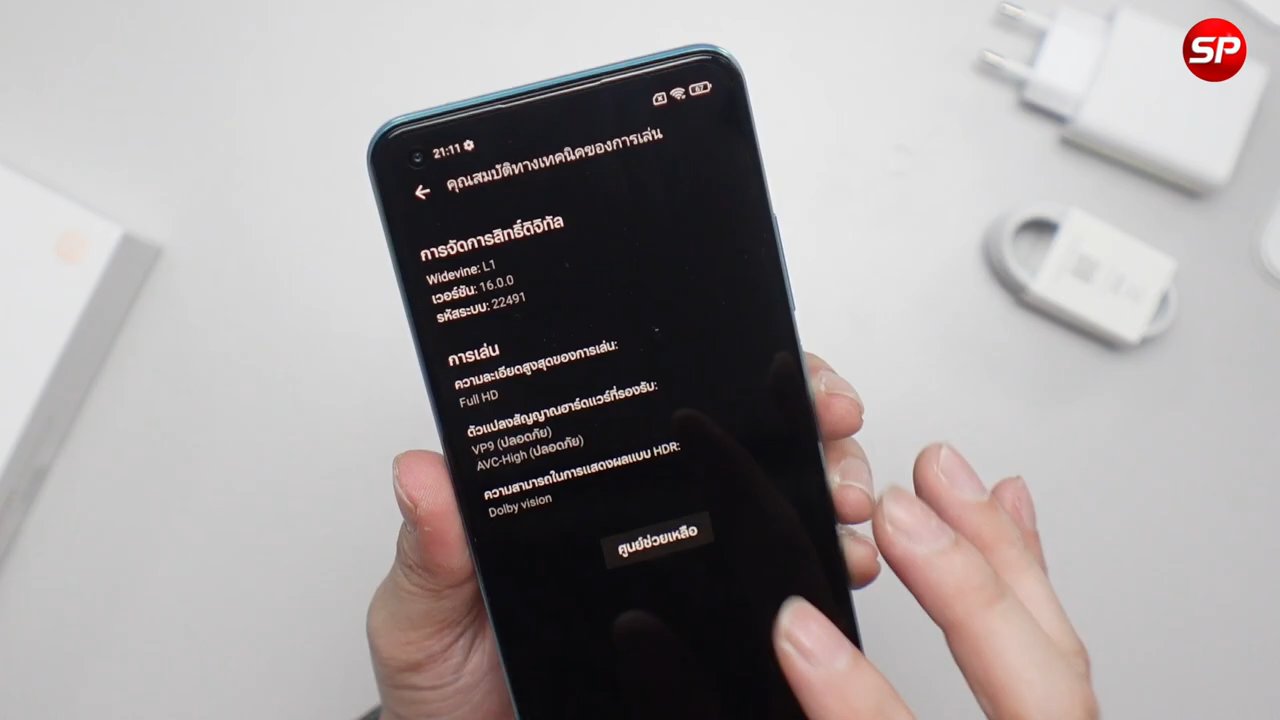 SP
21:11
67
คุณสมบัติทางเทคนิคของการเล่น
การจัดการสิทธิ์ดิจิทัล
Widevine: L1
เวอร์ชัน: 16.0.0
รหัสระบบ: 22491
การเล่น
ความละเอียดสูงสุดของการเล่น:
Full HD
ตัวแปลงสัญญาณฮาร์ดแวร์ที่รองรับ:
VP9 (ปลอดภัย)
AVC-High (ปลอดภัย)
ความสามารถในการแสดงผลแบบ HDR:
Dolby vision
ศูนย์ช่วยเหลือ